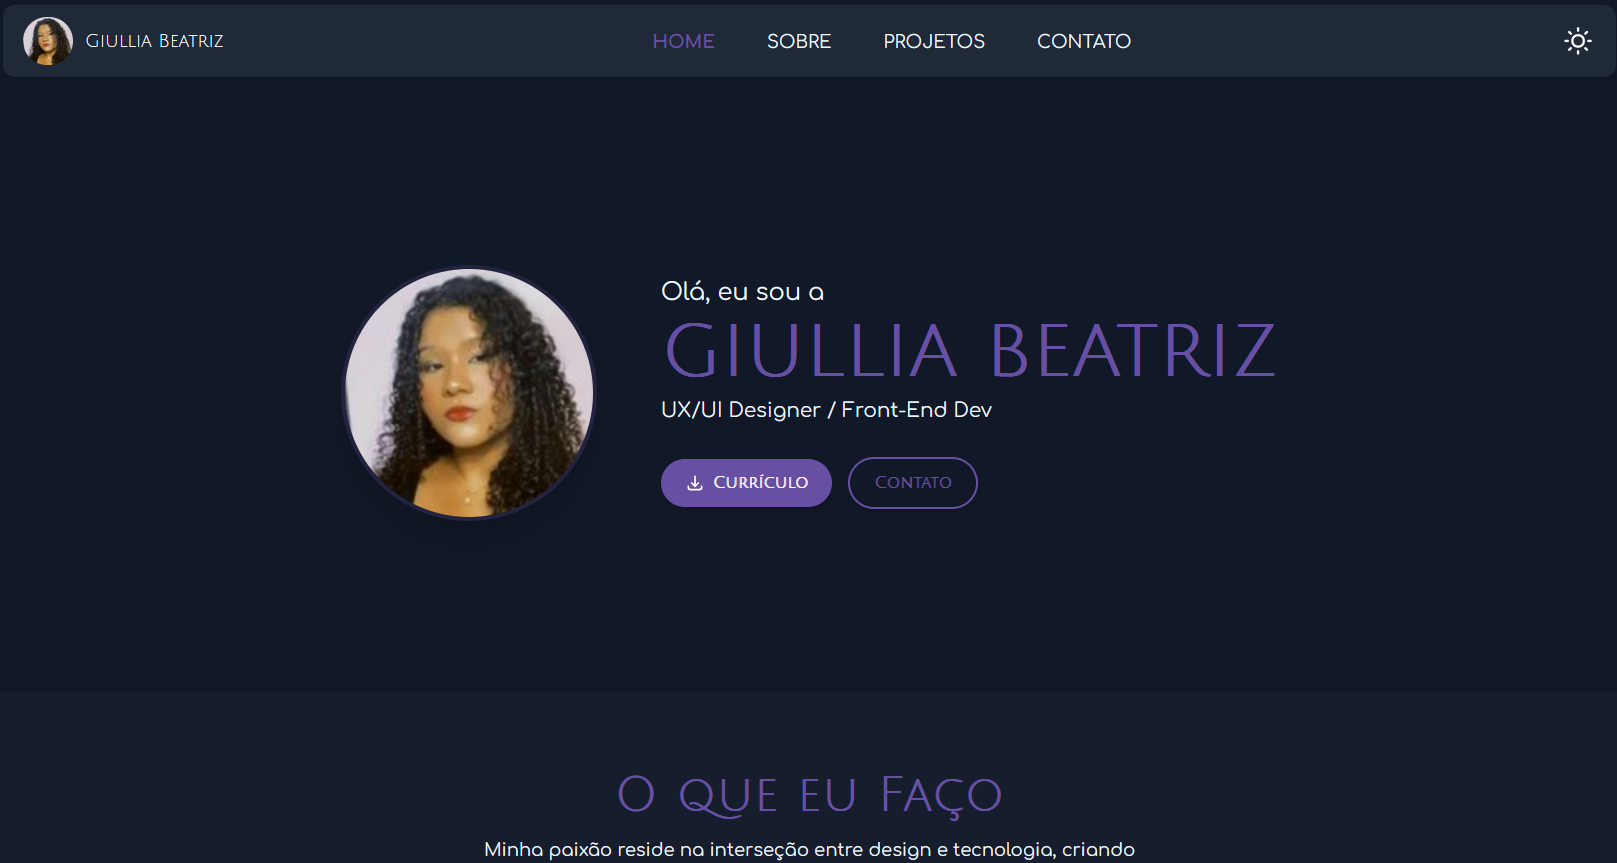 Giullia Beatriz
HOME
SOBRE
PROJETOS
CONTATO
Olá, eu sou a
GIULLIA BEATRIZ
UX/UI Designer / Front-End Dev
Currículo
Contato
O que eu Faço
Minha paixão reside na interseção entre design e tecnologia, criando